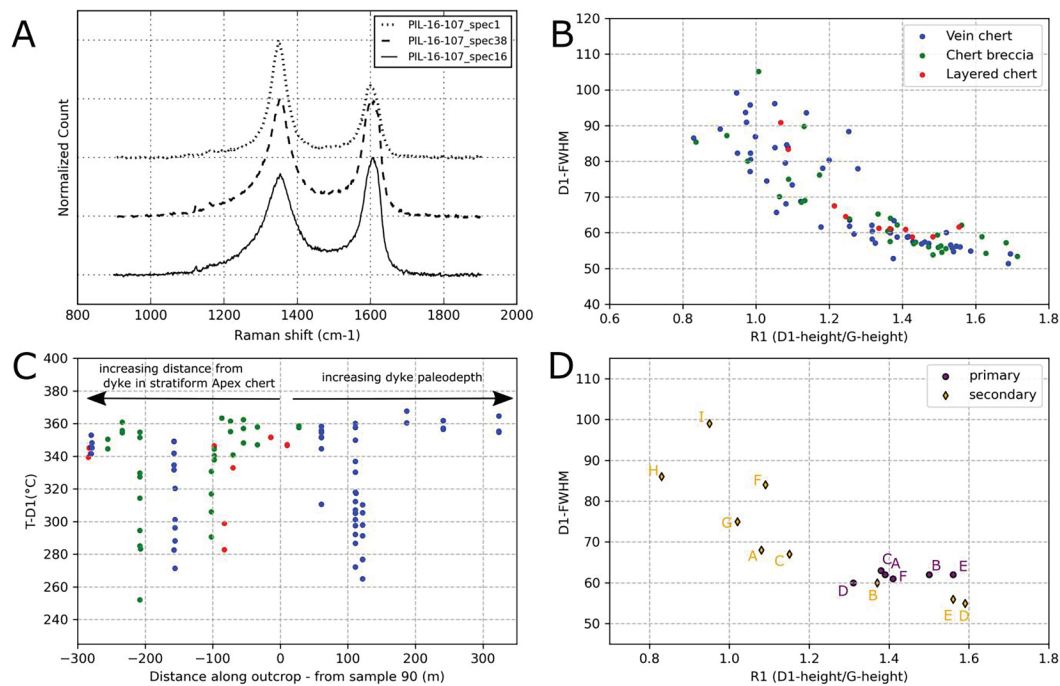 A
PIL-16-107_spec1
PIL-16-107_spec38
PIL-16-107_spec16
Normalized Count
800 1000 1200 1400 1600 1800 2000
Raman shift (cm-1)
B
Vein chert
Chert breccia
Layered chert
D1-FWHM
120
110
100
90
80
70
60
50
40
0.6 0.8 1.0 1.2 1.4 1.6 1.8
R1 (D1-height/G-height)
C
increasing distance from
dyke in stratiform Apex chert
increasing dyke paleodepth
T-D1(°C)
400
380
360
340
320
300
280
260
240
−300 −200 −100 0 100 200 300
Distance along outcrop - from sample 90 (m)
D
primary
secondary
D1-FWHM
110
100
90
80
70
60
50
I
H
F
G
A
C
C
A
D
F
B
B
E
E
D
0.8 1.0 1.2 1.4 1.6 1.8
R1 (D1-height/G-height)